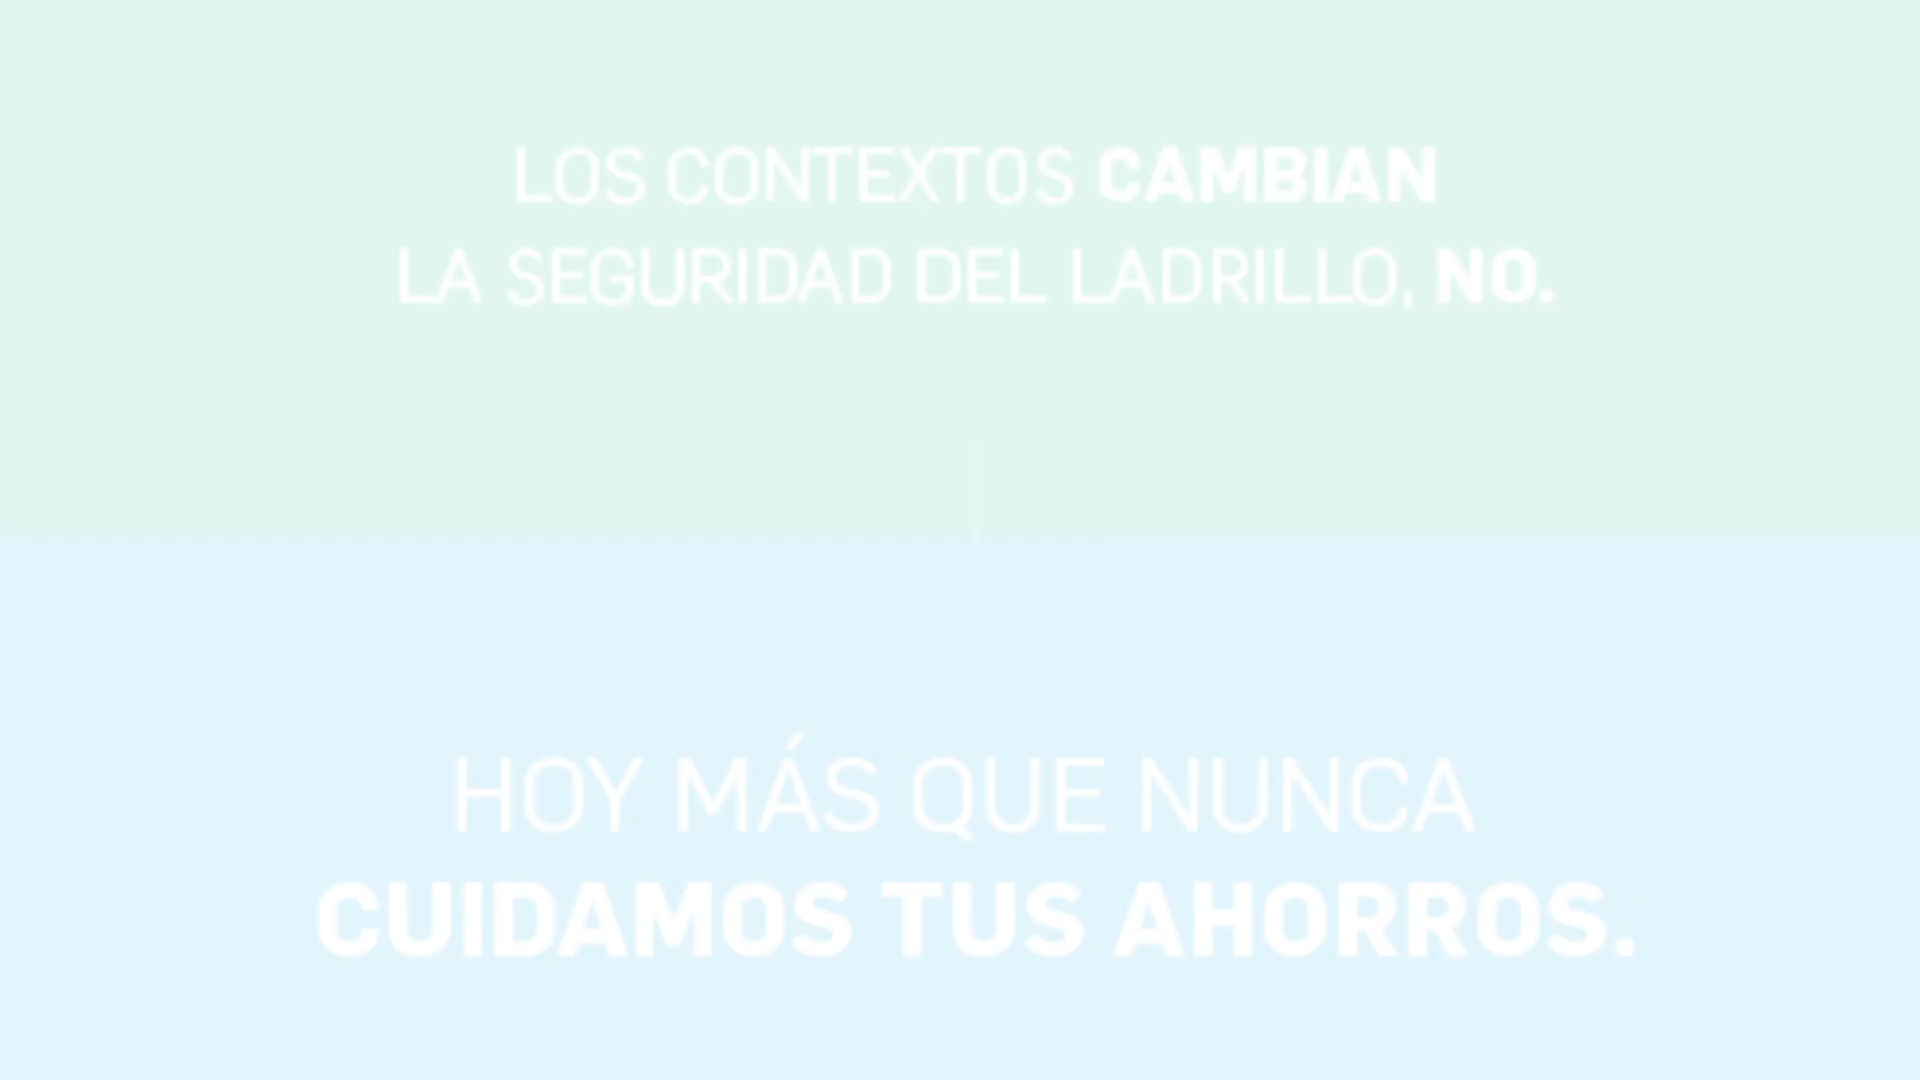 LOS CONTEXTOS CAMBIAN
LA SEGURIDAD DEL LADRILLO, NO.
HOY MÁS QUE NUNCA
CUIDAMOS TUS AHORROS.